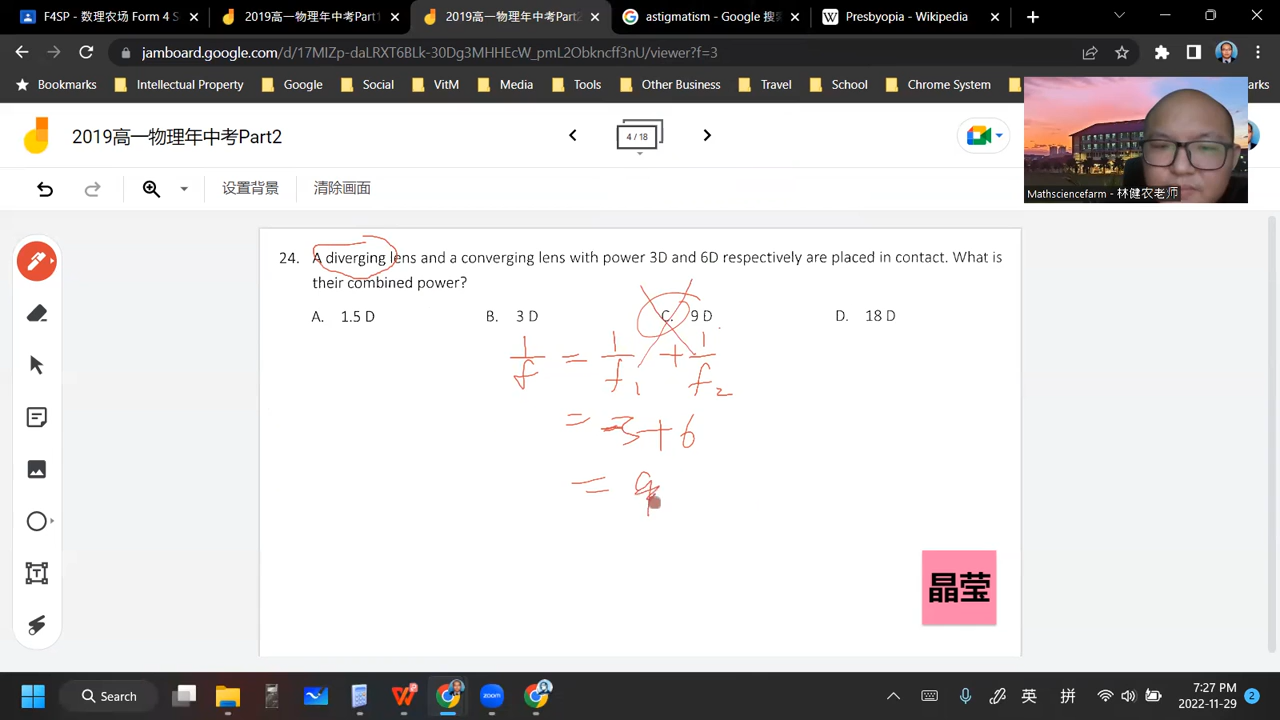 F4SP - 数理农场 Form 4 S
2019高一物理年中考Part1
2019高一物理年中考Part2
astigmatism - Google 搜索
Presbyopia - Wikipedia
jamboard.google.com/d/17MIZp-daLRXT6BLk-30Dg3MHHEcW_pmL2Obkncff3nU/viewer?f=3
Bookmarks
Intellectual Property
Google
Social
VitM
Media
Tools
Other Business
Travel
School
Chrome System
2019高一物理年中考Part2
4 / 18
设置背景
清除画面
Mathsciencefarm - 林健农老师
24. A diverging lens and a converging lens with power 3D and 6D respectively are placed in contact. What is
their combined power?
A. 1.5 D B. 3 D C. 9 D D. 18 D
1/f = 1/f1 + 1/f2
= -3+6
= 9
晶莹
Search
英
拼
7:27 PM
2022-11-29
2